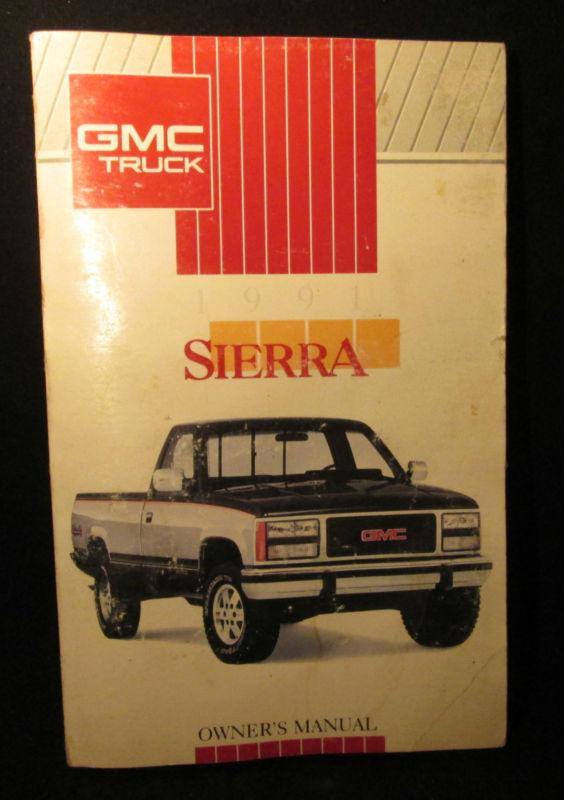 GMC
TRUCK
1991
SIERRA
GMC
OWNER'S MANUAL